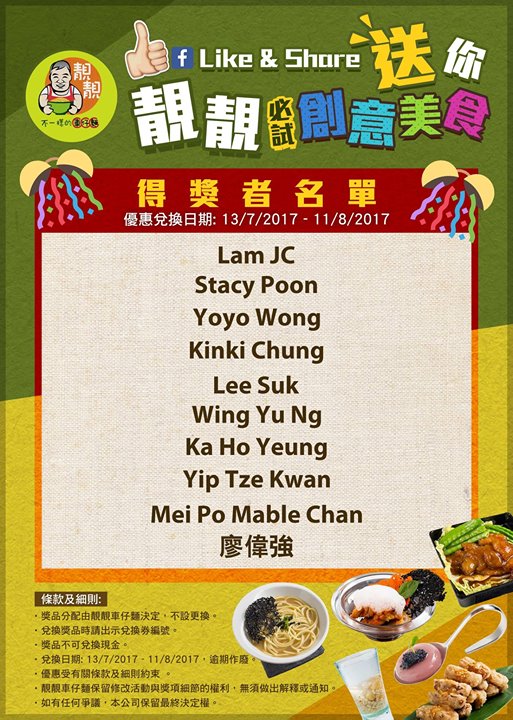 Like & Share 送你
靚靚必試創意美食
靚靚
不一樣的車仔麵
得獎者名單
優惠兌換日期: 13/7/2017 - 11/8/2017
Lam JC
Stacy Poon
Yoyo Wong
Kinki Chung
Lee Suk
Wing Yu Ng
Ka Ho Yeung
Yip Tze Kwan
Mei Po Mable Chan
廖偉強
條款及細則:
·獎品分配由靚靚車仔麵決定，不設更換。
·兌換獎品時請出示兌換券編號。
·獎品不可兌換現金。
·兌換日期: 13/7/2017 - 11/8/2017，逾期作廢。
·優惠受有關條款及細則約束 。
·靚靚車仔麵保留修改活動與獎項細節的權利，無須做出解釋或通知。
·如有任何爭議，本公司保留最終決定權。